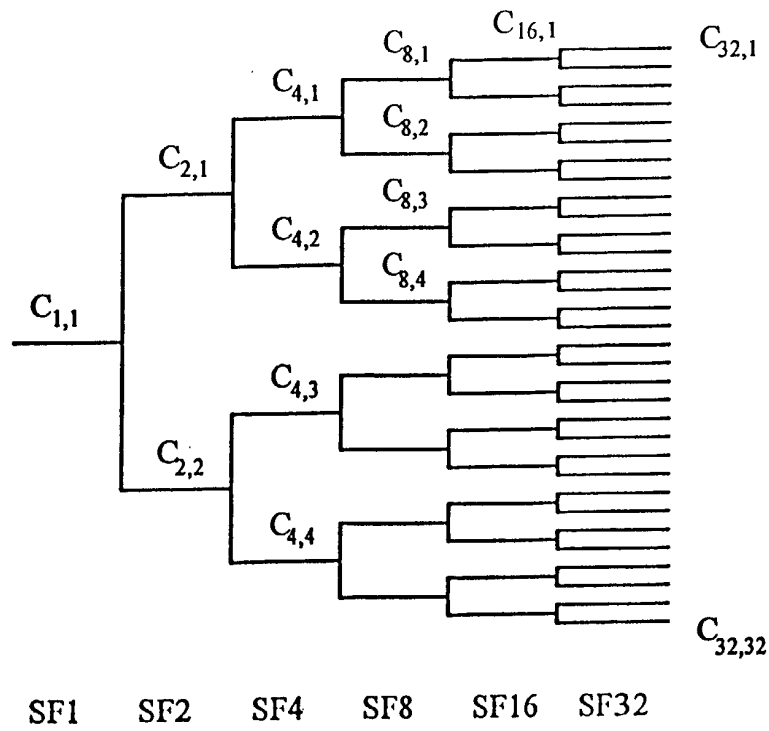 C16,1
C8,1
C32,1
C4,1
C8,2
C2,1
C8,3
C4,2
C8,4
C1,1
C4,3
C2,2
C4,4
C32,32
SF1 SF2 SF4 SF8 SF16 SF32